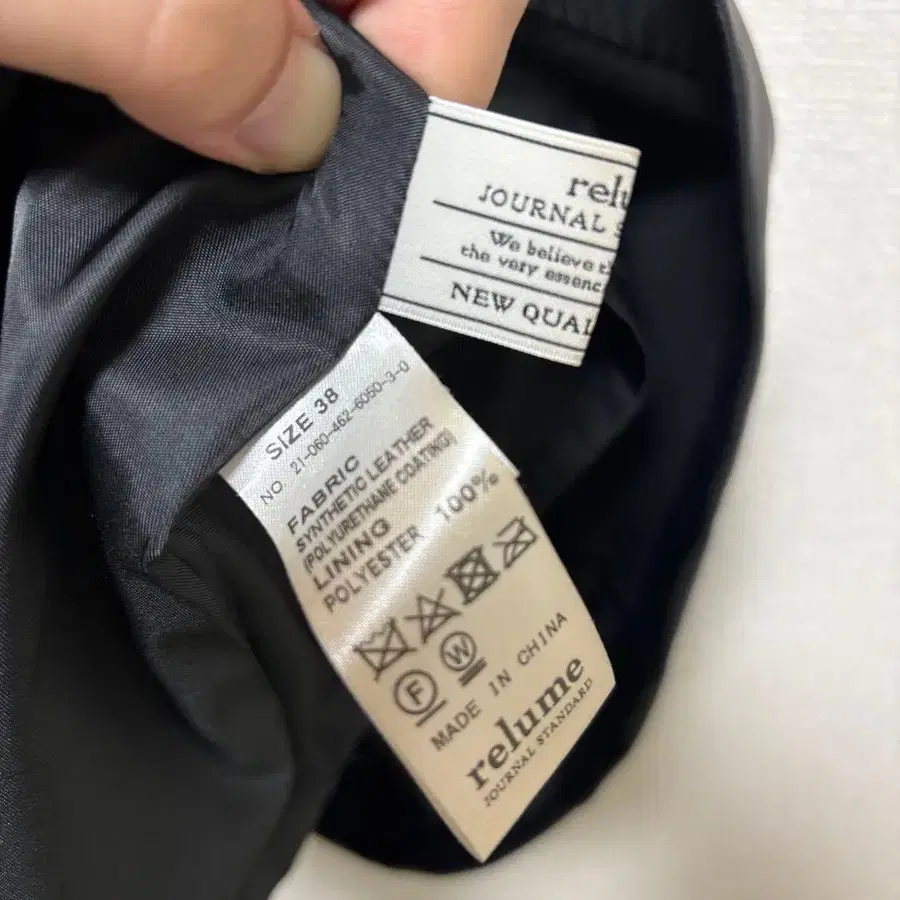 relu
JOURNAL S
We believe t
the very essenc
NEW QUAL
SIZE 38
NO 21-060-462-6050-3-0
FABRIC
SYNTHETIC LEATHER
(POLYURETHANE COATING)
LINING
POLYESTER 100%
F W
MADE IN CHINA
relume
JOURNAL STANDARD